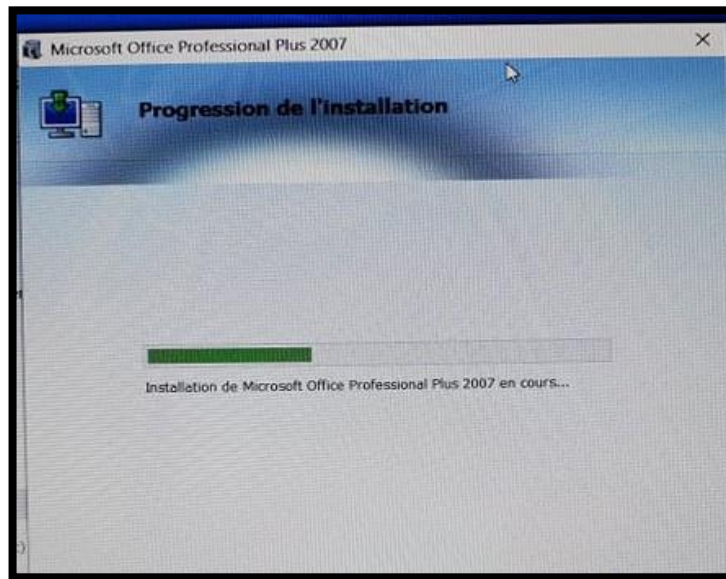 Microsoft Office Professional Plus 2007
Progression de l'installation
Installation de Microsoft Office Professional Plus 2007 en cours...